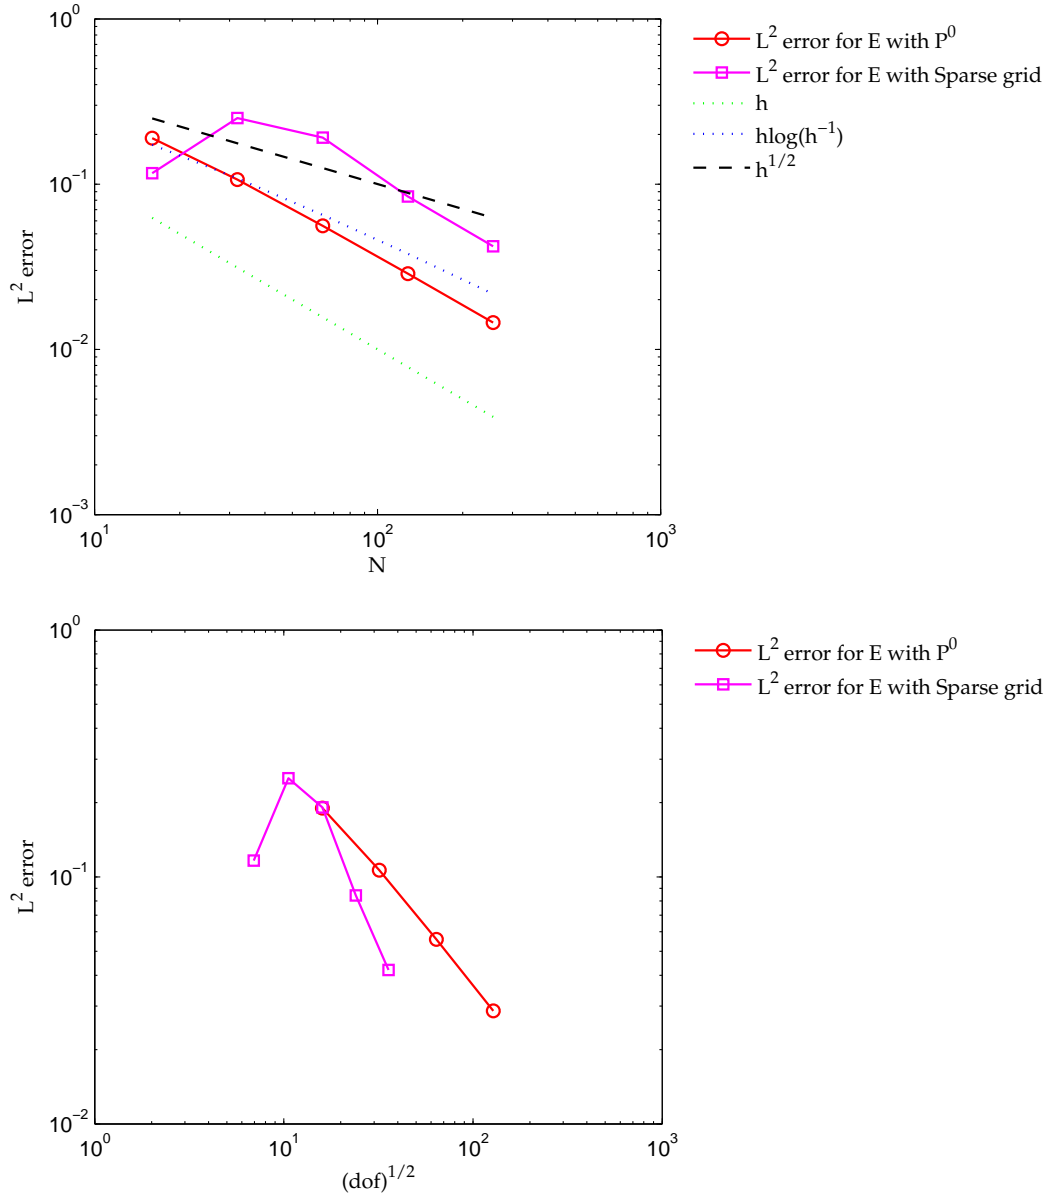 10^0
10^-1
10^-2
10^-3
L^2 error
10^1
10^2
10^3
N
L^2 error for E with P^0
L^2 error for E with Sparse grid
h
hlog(h^-1)
h^1/2
10^0
10^-1
10^-2
L^2 error
10^0
10^1
10^2
10^3
(dof)^1/2
L^2 error for E with P^0
L^2 error for E with Sparse grid